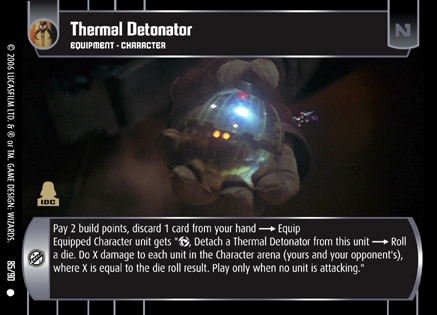 Thermal Detonator
EQUIPMENT - CHARACTER
N
© 2006 LUCASFILM LTD. & ® or TM. GAME DESIGN: WIZARDS.
85/90
IDC
Pay 2 build points, discard 1 card from your hand → Equip
Equipped Character unit gets ", Detach a Thermal Detonator from this unit → Roll
a die. Do X damage to each unit in the Character arena (yours and your opponent's),
where X is equal to the die roll result. Play only when no unit is attacking."